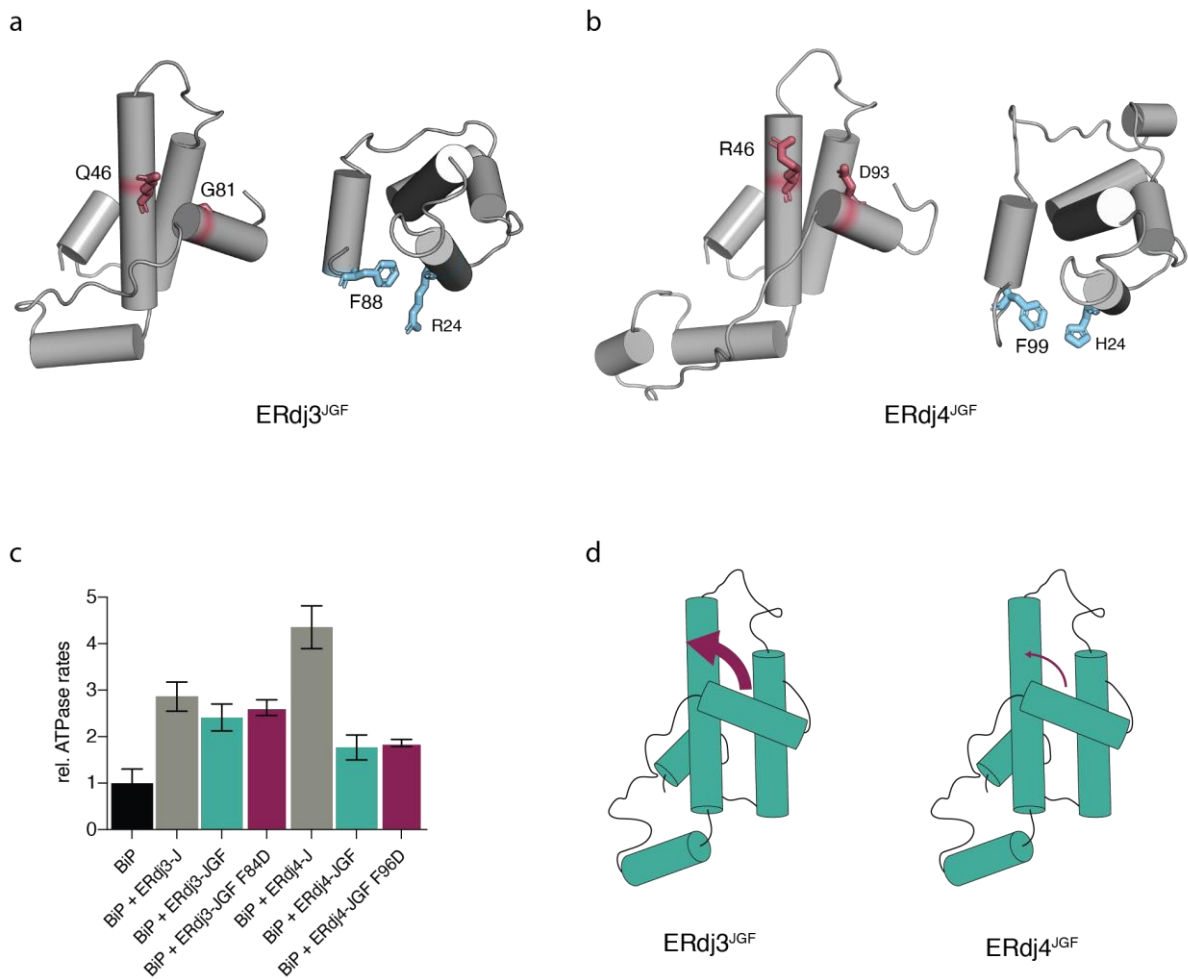 a
b
Q46
G81
F88
R24
ERdj3JGF
R46
D93
F99
H24
ERdj4JGF
c
d
rel. ATPase rates
5
4
3
2
1
0
BiP
BiP + ERdj3-J
BiP + ERdj3-JGF
BiP + ERdj3-JGF F84D
BiP + ERdj4-J
BiP + ERdj4-JGF
BiP + ERdj4-JGF F96D
ERdj3JGF
ERdj4JGF